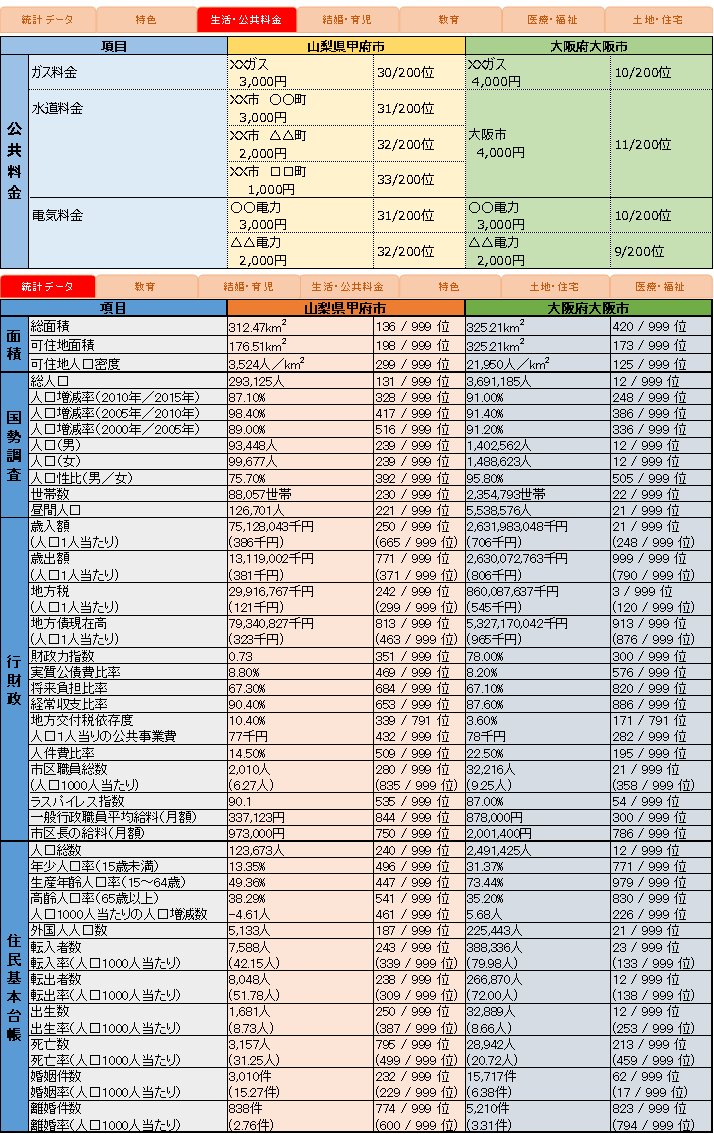 統計データ 特色 生活・公共料金 結婚・育児 教育 医療・福祉 土地・住宅
項目 山梨県甲府市 大阪府大阪市
公共料金
ガス料金 XXガス 3,000円 30/200位 XXガス 4,000円 10/200位
水道料金 XX市 〇〇町 3,000円 31/200位 大阪市 4,000円 11/200位
XX市 △△町 2,000円 32/200位
XX市 □□町 1,000円 33/200位
電気料金 〇〇電力 3,000円 31/200位 〇〇電力 3,000円 10/200位
△△電力 2,000円 32/200位 △△電力 2,000円 9/200位
統計データ 教育 結婚・育児 生活・公共料金 特色 土地・住宅 医療・福祉
項目 山梨県甲府市 大阪府大阪市
面積
総面積 312.47km² 136 / 999 位 325.21km² 420 / 999 位
可住地面積 176.51km² 198 / 999 位 325.21km² 173 / 999 位
可住地人口密度 3,524人／km² 299 / 999 位 21,950人／km² 125 / 999 位
国勢調査
総人口 293,125人 131 / 999 位 3,691,185人 12 / 999 位
人口増減率(2010年／2015年) 87.10% 328 / 999 位 91.00% 248 / 999 位
人口増減率(2005年／2010年) 98.40% 417 / 999 位 91.40% 386 / 999 位
人口増減率(2000年／2005年) 89.00% 516 / 999 位 91.20% 336 / 999 位
人口(男) 93,448人 239 / 999 位 1,402,562人 12 / 999 位
人口(女) 99,677人 239 / 999 位 1,488,623人 12 / 999 位
人口性比(男／女) 75.70% 392 / 999 位 95.80% 505 / 999 位
世帯数 88,057世帯 230 / 999 位 2,354,793世帯 22 / 999 位
昼間人口 126,701人 221 / 999 位 5,538,576人 21 / 999 位
行財政
歳入額 75,128,043千円 250 / 999 位 2,631,983,048千円 21 / 999 位
(人口1人当たり) (386千円) (665 / 999 位) (706千円) (248 / 999 位)
歳出額 13,119,002千円 771 / 999 位 2,630,072,763千円 999 / 999 位
(人口1人当たり) (381千円) (371 / 999 位) (806千円) (790 / 999 位)
地方税 29,916,767千円 242 / 999 位 860,087,637千円 3 / 999 位
(人口1人当たり) (121千円) (299 / 999 位) (545千円) (120 / 999 位)
地方債現在高 79,340,827千円 813 / 999 位 5,327,170,042千円 913 / 999 位
(人口1人当たり) (323千円) (463 / 999 位) (965千円) (876 / 999 位)
財政力指数 0.73 351 / 999 位 78.00% 300 / 999 位
実質公債費比率 8.80% 469 / 999 位 8.20% 576 / 999 位
将来負担比率 67.30% 684 / 999 位 67.10% 820 / 999 位
経常収支比率 90.40% 653 / 999 位 87.60% 886 / 999 位
地方交付税依存度 10.40% 339 / 791 位 3.60% 171 / 791 位
人口1人当りの公共事業費 77千円 432 / 999 位 78千円 282 / 999 位
人件費比率 14.50% 509 / 999 位 22.50% 195 / 999 位
市区職員総数 2,010人 280 / 999 位 32,216人 21 / 999 位
(人口1000人当たり) (6.27人) (835 / 999 位) (9.25人) (358 / 999 位)
ラスパイレス指数 90.1 535 / 999 位 87.00% 54 / 999 位
一般行政職員平均給料(月額) 337,123円 844 / 999 位 878,000円 300 / 999 位
市区長の給料(月額) 973,000円 750 / 999 位 2,001,400円 786 / 999 位
住民基本台帳
人口総数 123,673人 240 / 999 位 2,491,425人 12 / 999 位
年少人口率(15歳未満) 13.35% 496 / 999 位 31.37% 771 / 999 位
生産年齢人口率(15～64歳) 49.36% 447 / 999 位 73.44% 979 / 999 位
高齢人口率(65歳以上) 38.29% 541 / 999 位 35.20% 830 / 999 位
人口1000人当たりの人口増減数 -4.61人 461 / 999 位 5.68人 226 / 999 位
外国人人口数 5,133人 187 / 999 位 225,443人 21 / 999 位
転入者数 7,588人 243 / 999 位 388,336人 23 / 999 位
転入率(人口1000人当たり) (42.15人) (339 / 999 位) (79.98人) (133 / 999 位)
転出者数 8,048人 238 / 999 位 266,870人 12 / 999 位
転出率(人口1000人当たり) (51.78人) (309 / 999 位) (72.00人) (138 / 999 位)
出生数 1,681人 250 / 999 位 32,889人 12 / 999 位
出生率(人口1000人当たり) (8.73人) (387 / 999 位) (8.66人) (253 / 999 位)
死亡数 3,157人 795 / 999 位 28,942人 213 / 999 位
死亡率(人口1000人当たり) (31.25人) (499 / 999 位) (20.72人) (459 / 999 位)
婚姻件数 3,010件 232 / 999 位 15,717件 62 / 999 位
婚姻率(人口1000人当たり) (15.27件) (229 / 999 位) (6.38件) (17 / 999 位)
離婚件数 838件 774 / 999 位 5,210件 823 / 999 位
離婚率(人口1000人当たり) (2.76件) (600 / 999 位) (3.31件) (794 / 999 位)